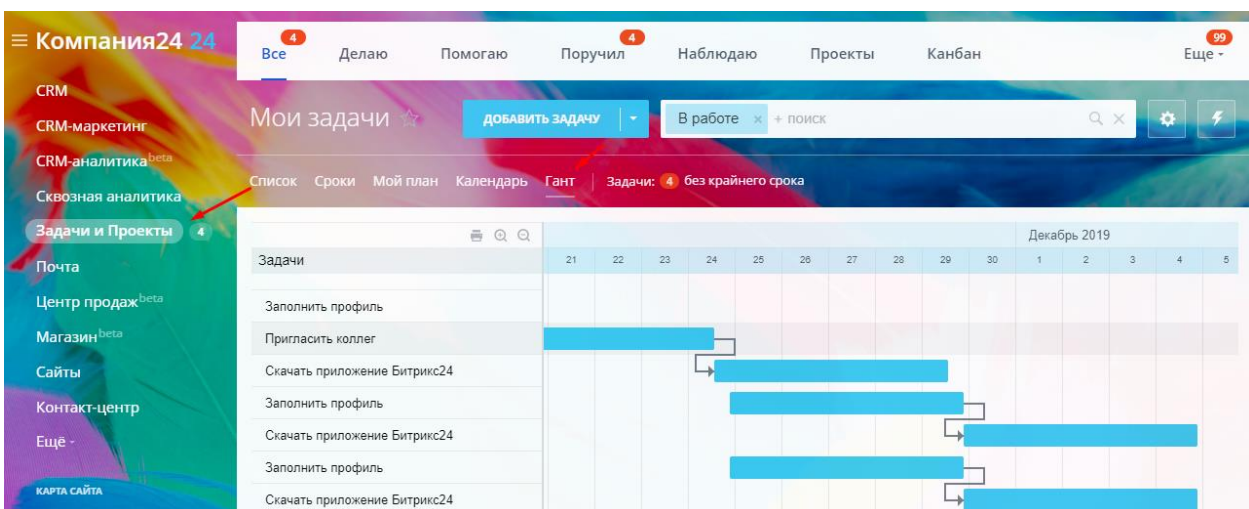 Компания24 24
4 4 99
Все Делаю Помогаю Поручил Наблюдаю Проекты Канбан Еще
CRM
CRM-маркетинг
CRM-аналитика beta
Сквозная аналитика
Задачи и Проекты 4
Почта
Центр продаж beta
Магазин beta
Сайты
Контакт-центр
Ещё
КАРТА САЙТА
Мои задачи ДОБАВИТЬ ЗАДАЧУ В работе × + поиск
Список Сроки Мой план Календарь Гант Задачи: 4 без крайнего срока
Декабрь 2019
Задачи 21 22 23 24 25 26 27 28 29 30 1 2 3 4 5
Заполнить профиль
Пригласить коллег
Скачать приложение Битрикс24
Заполнить профиль
Скачать приложение Битрикс24
Заполнить профиль
Скачать приложение Битрикс24